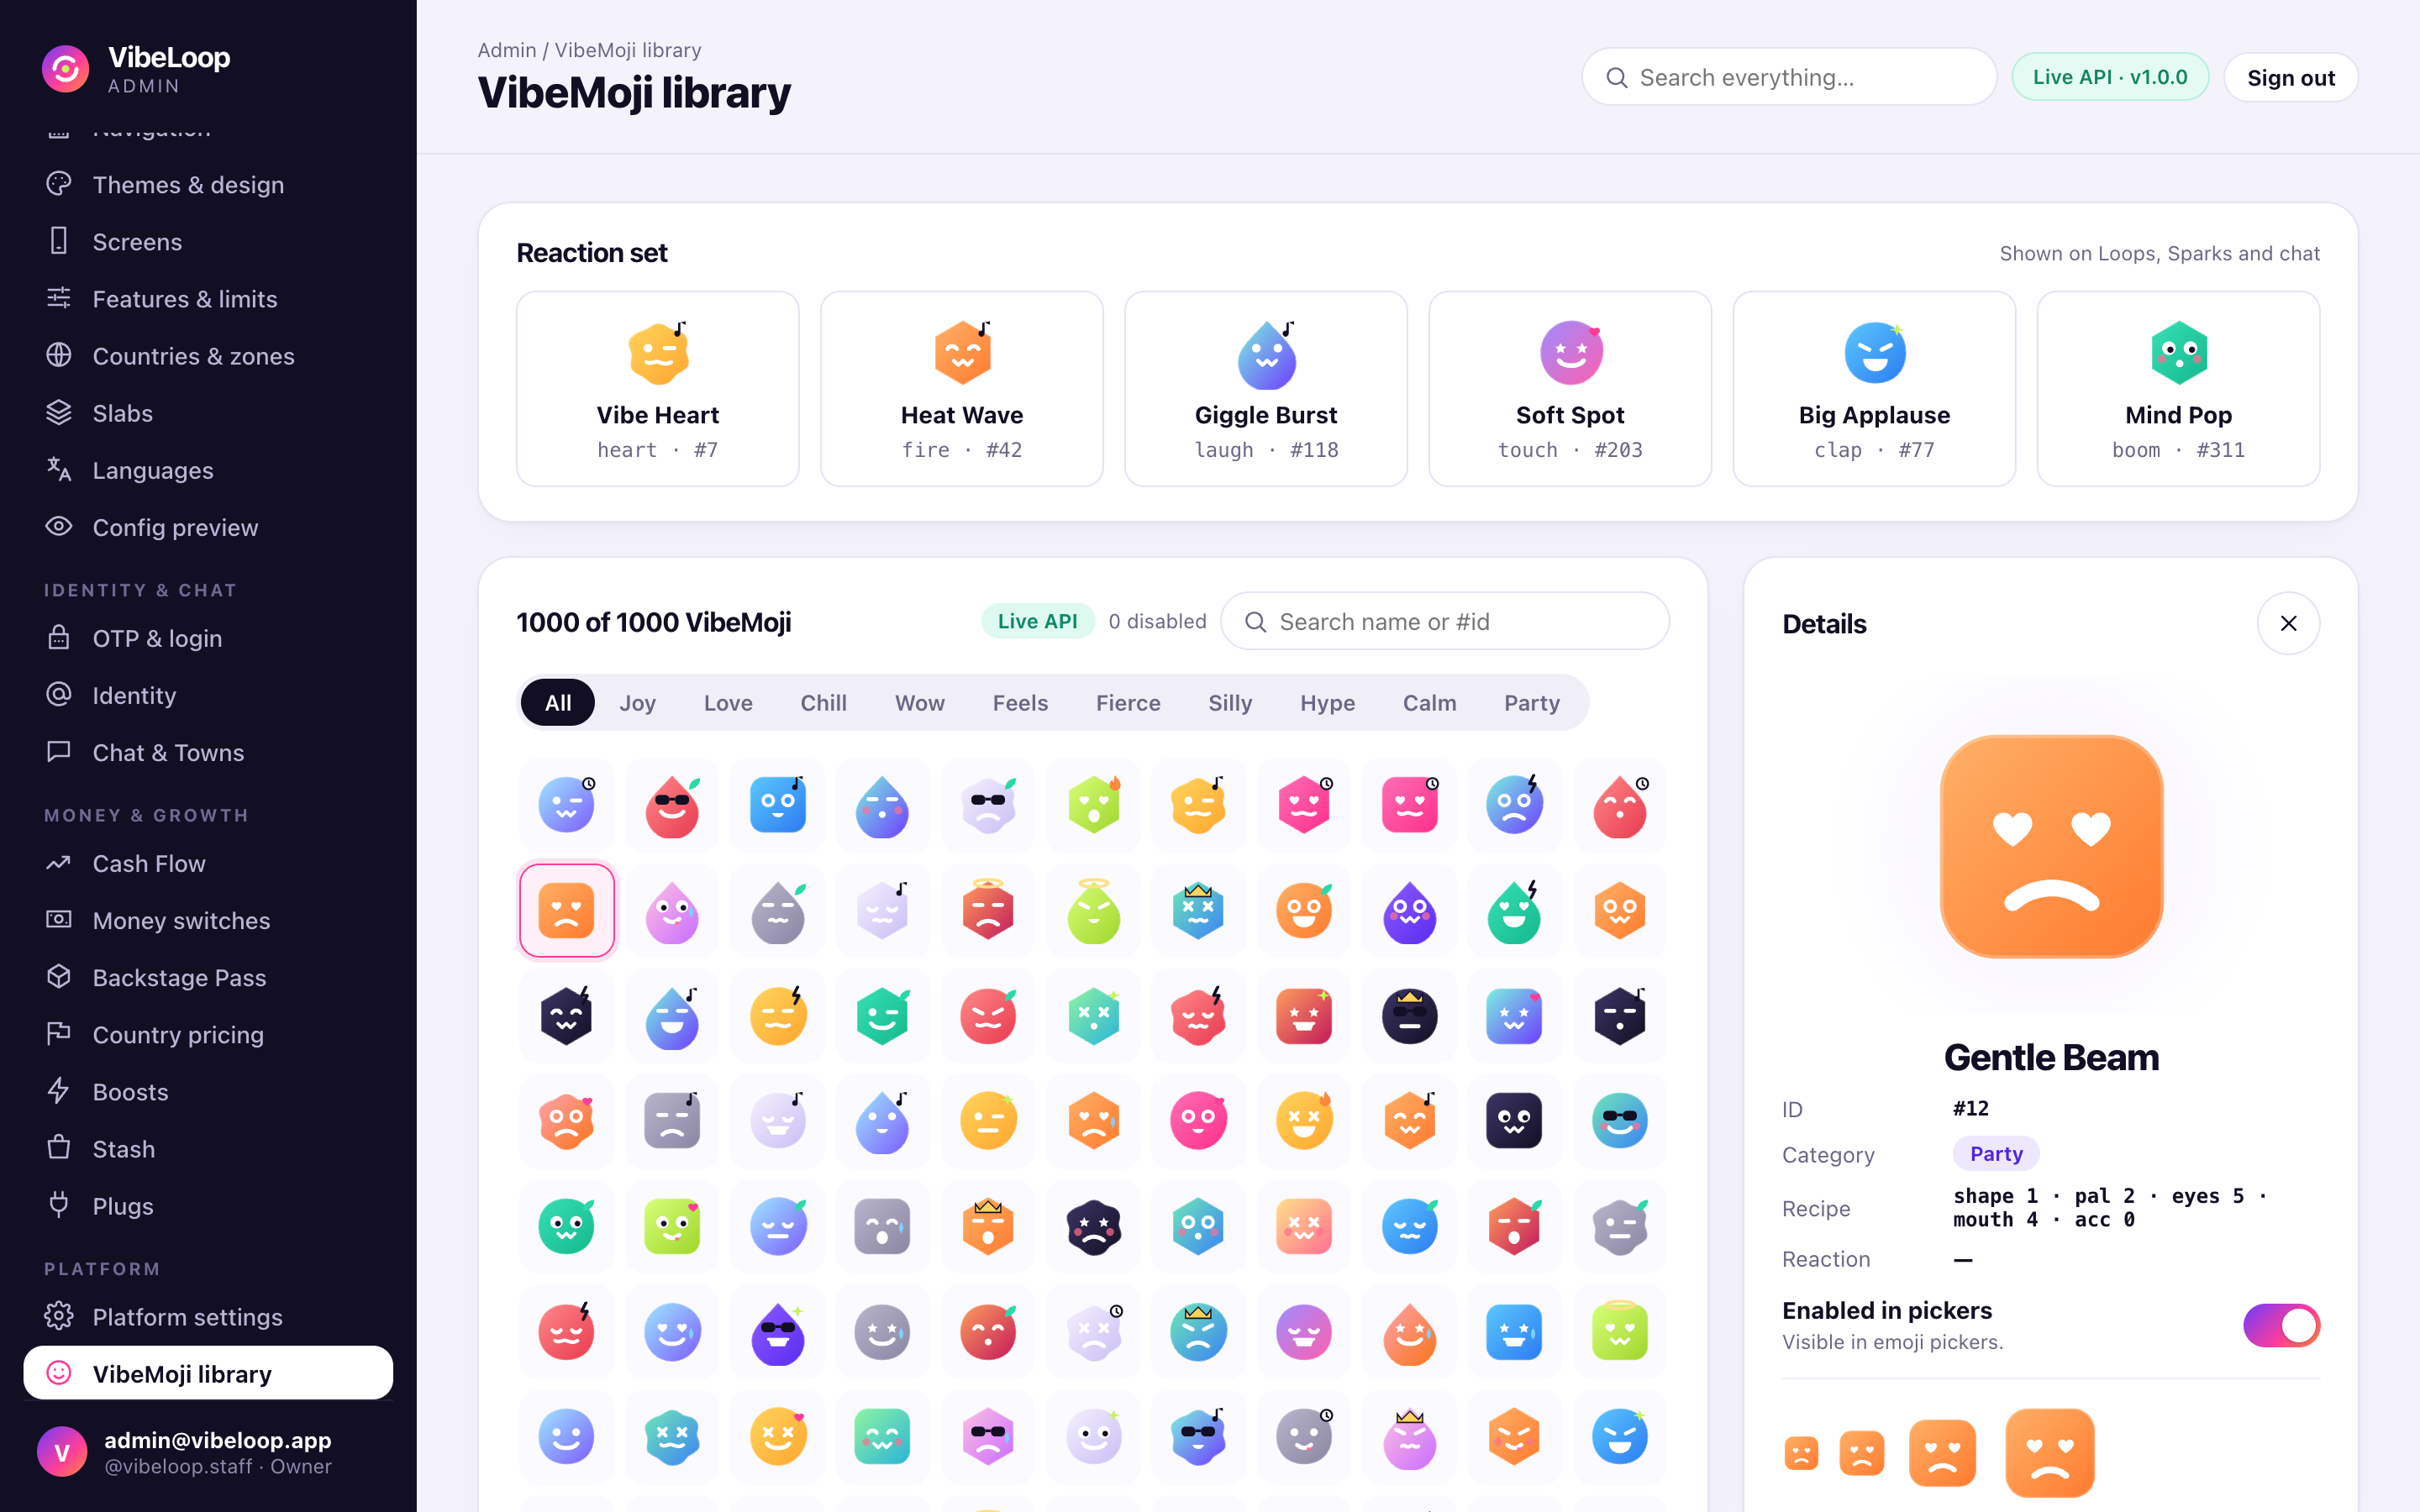 VibeLoop
ADMIN
Navigation
Themes & design
Screens
Features & limits
Countries & zones
Slabs
Languages
Config preview
IDENTITY & CHAT
OTP & login
Identity
Chat & Towns
MONEY & GROWTH
Cash Flow
Money switches
Backstage Pass
Country pricing
Boosts
Stash
Plugs
PLATFORM
Platform settings
VibeMoji library
V
admin@vibeloop.app
@vibeloop.staff · Owner
Admin / VibeMoji library
VibeMoji library
Search everything...
Live API · v1.0.0
Sign out
Reaction set
Shown on Loops, Sparks and chat
Vibe Heart
heart · #7
Heat Wave
fire · #42
Giggle Burst
laugh · #118
Soft Spot
touch · #203
Big Applause
clap · #77
Mind Pop
boom · #311
1000 of 1000 VibeMoji
Live API
0 disabled
Search name or #id
All Joy Love Chill Wow Feels Fierce Silly Hype Calm Party
Details
Gentle Beam
ID #12
Category Party
Recipe shape 1 · pal 2 · eyes 5 ·
mouth 4 · acc 0
Reaction —
Enabled in pickers
Visible in emoji pickers.